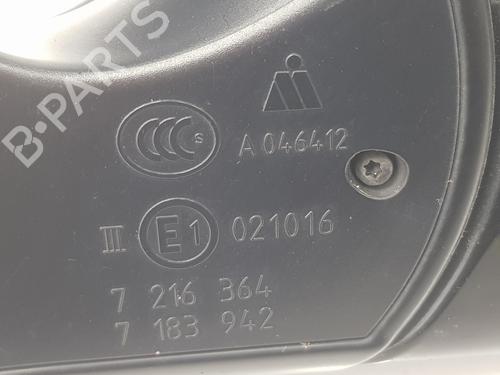 B-PARTS
CCC S
A 046412
III E1 021016
7 216 364
7 183 942